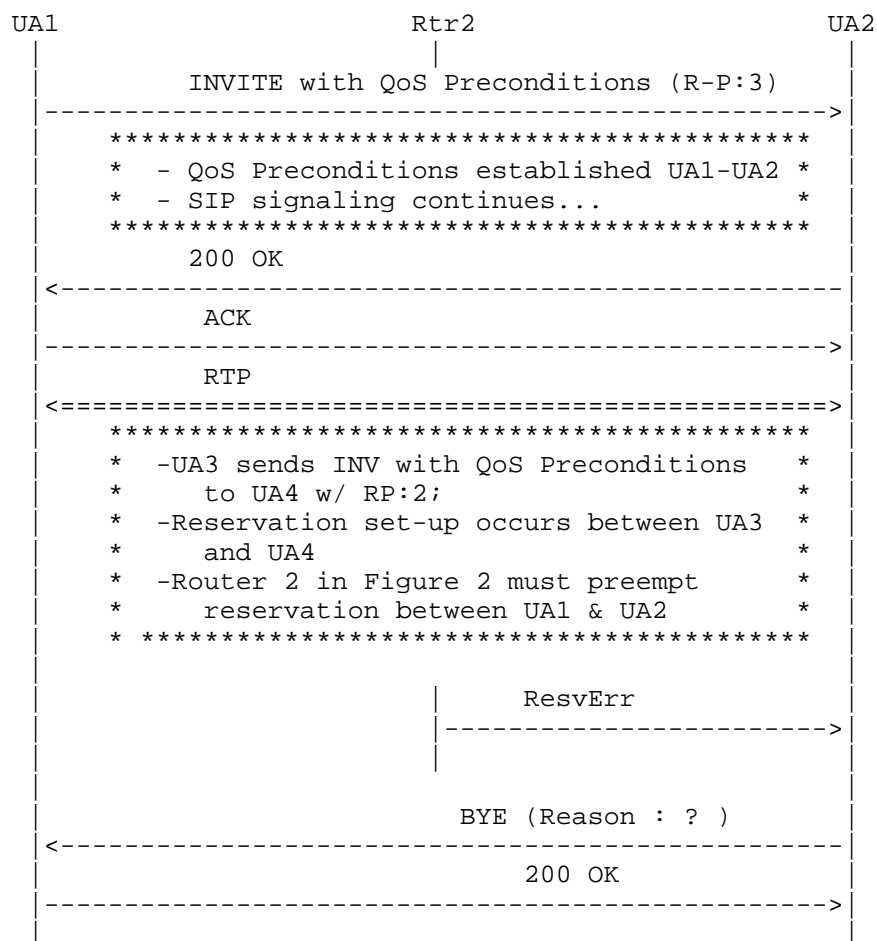 UA1 Rtr2 UA2
INVITE with QoS Preconditions (R-P:3)
- QoS Preconditions established UA1-UA2
- SIP signaling continues...
200 OK
ACK
RTP
-UA3 sends INV with QoS Preconditions
to UA4 w/ RP:2;
-Reservation set-up occurs between UA3
and UA4
-Router 2 in Figure 2 must preempt
reservation between UA1 & UA2
ResvErr
BYE (Reason : ? )
200 OK